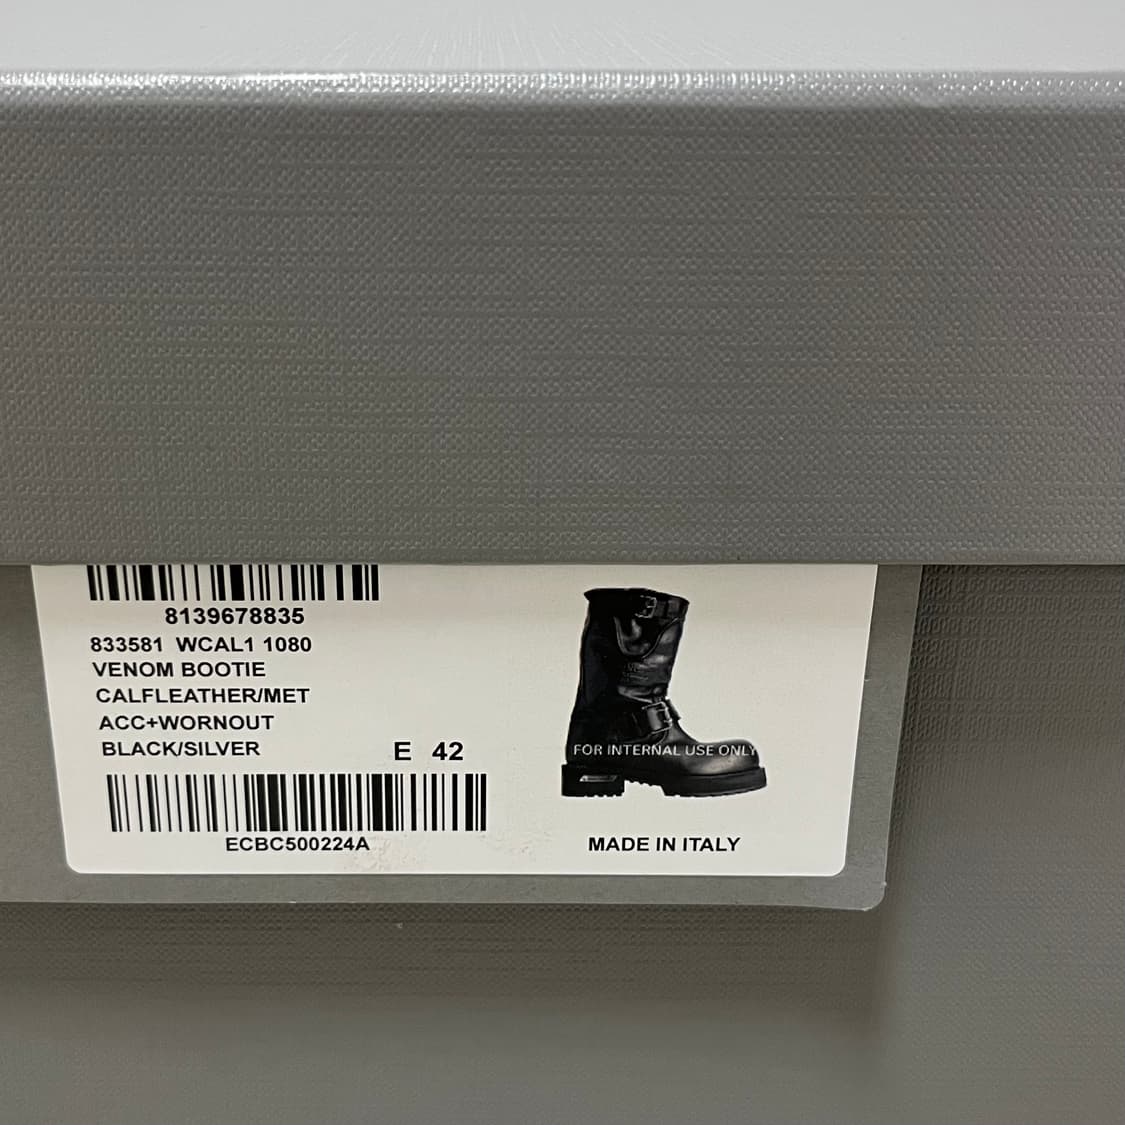 8139678835
833581 WCAL1 1080
VENOM BOOTIE
CALFLEATHER/MET
ACC+WORNOUT
BLACK/SILVER
E 42
ECBC500224A
FOR INTERNAL USE ONLY
MADE IN ITALY